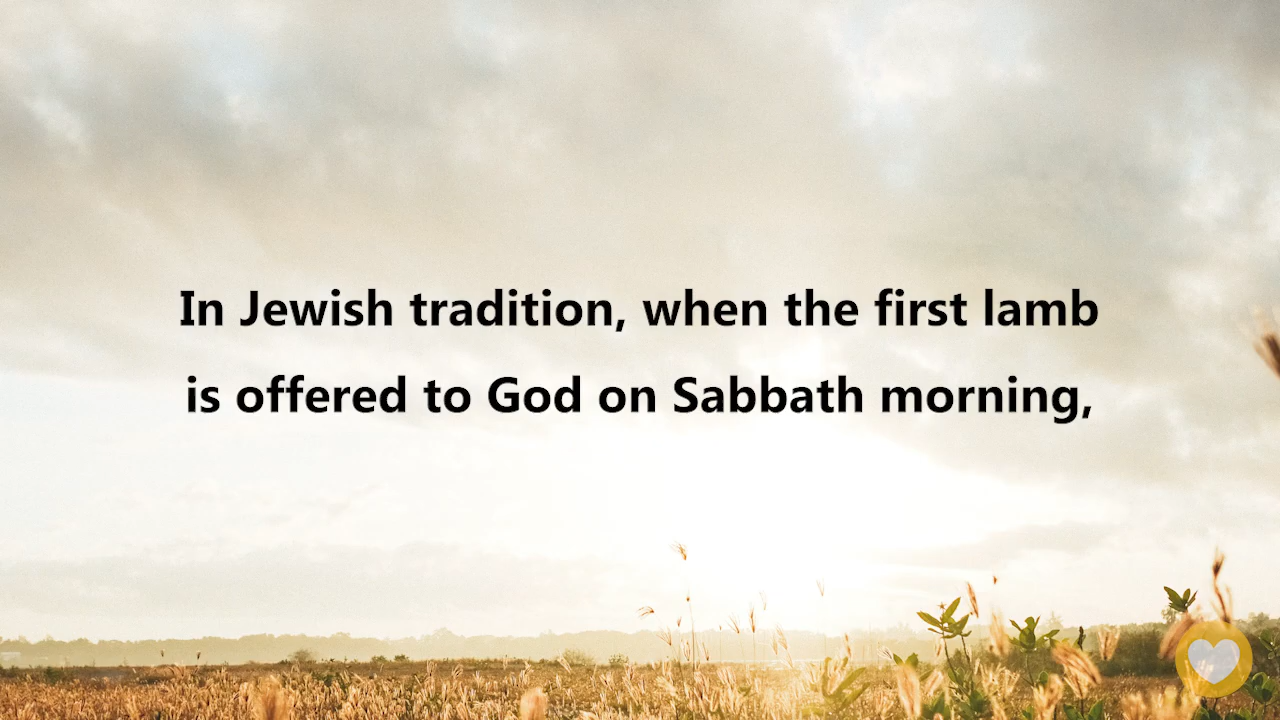 In Jewish tradition, when the first lamb
is offered to God on Sabbath morning,